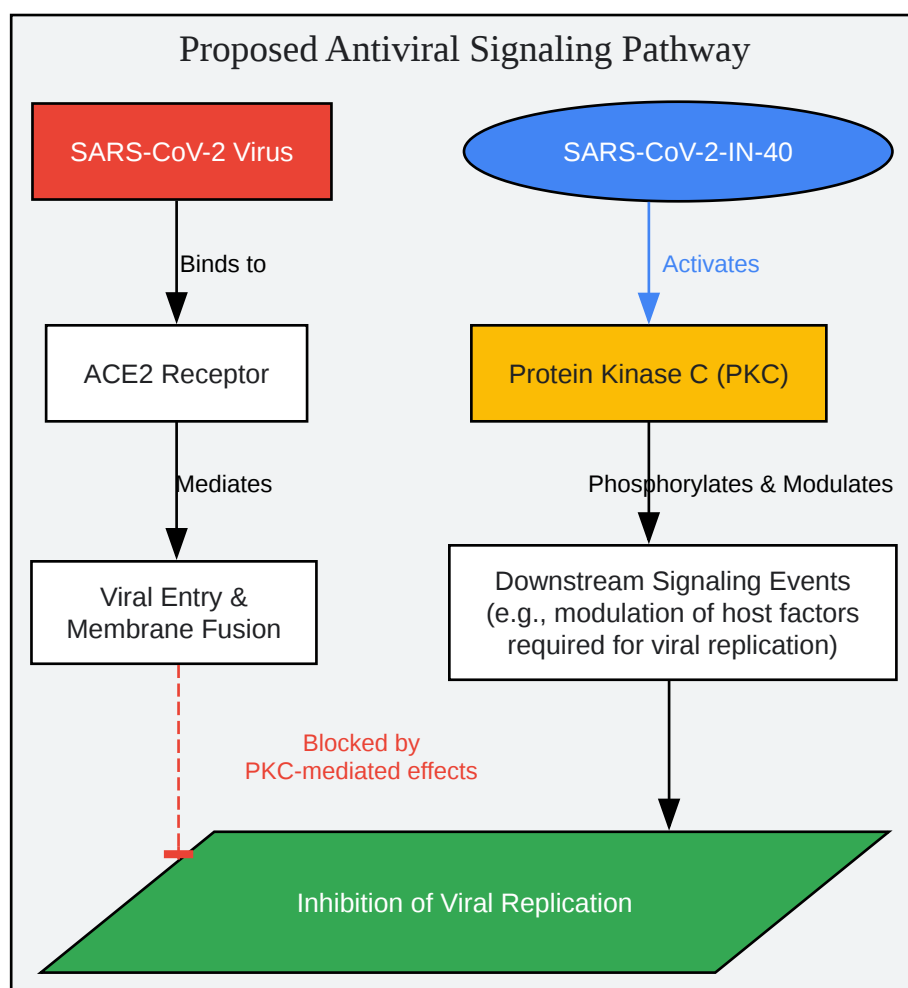 Proposed Antiviral Signaling Pathway
SARS-CoV-2 Virus
SARS-CoV-2-IN-40
Binds to
Activates
ACE2 Receptor
Protein Kinase C (PKC)
Mediates
Phosphorylates & Modulates
Viral Entry &
Membrane Fusion
Downstream Signaling Events
(e.g., modulation of host factors
required for viral replication)
Blocked by
PKC-mediated effects
Inhibition of Viral Replication